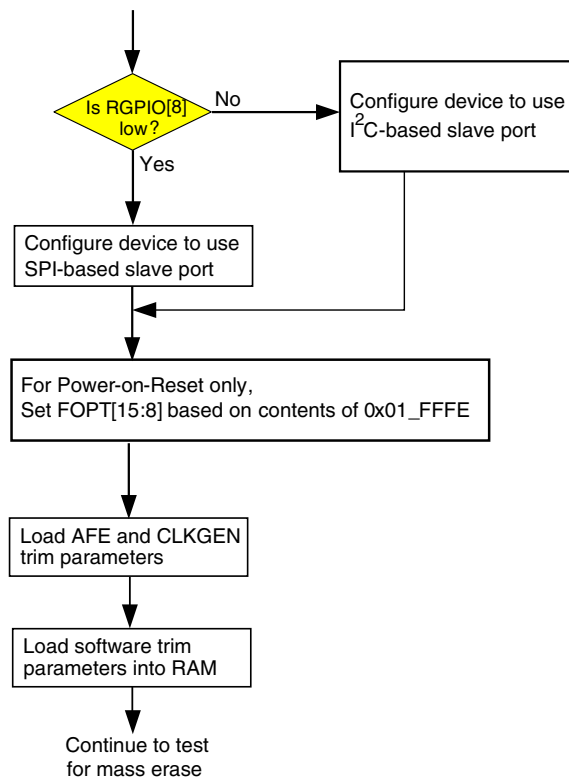 Is RGPIO[8]
low?
No
Configure device to use
I²C-based slave port
Yes
Configure device to use
SPI-based slave port
For Power-on-Reset only,
Set FOPT[15:8] based on contents of 0x01_FFFE
Load AFE and CLKGEN
trim parameters
Load software trim
parameters into RAM
Continue to test
for mass erase